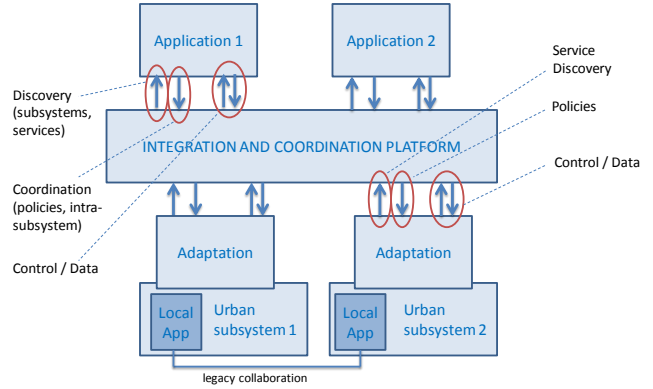 Application 1
Application 2
Service
Discovery
Discovery
(subsystems,
services)
Policies
INTEGRATION AND COORDINATION PLATFORM
Control / Data
Coordination
(policies, intra-
subsystem)
Control / Data
Adaptation
Adaptation
Local
App
Urban
subsystem 1
Local
App
Urban
subsystem 2
legacy collaboration